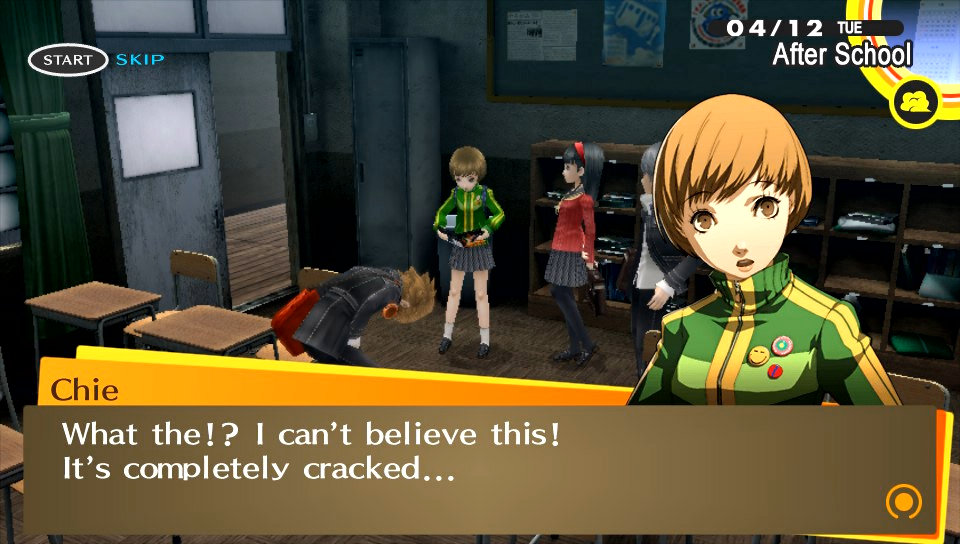 START SKIP
04/12 TUE
After School
Chie
What the!? I can't believe this!
It's completely cracked...